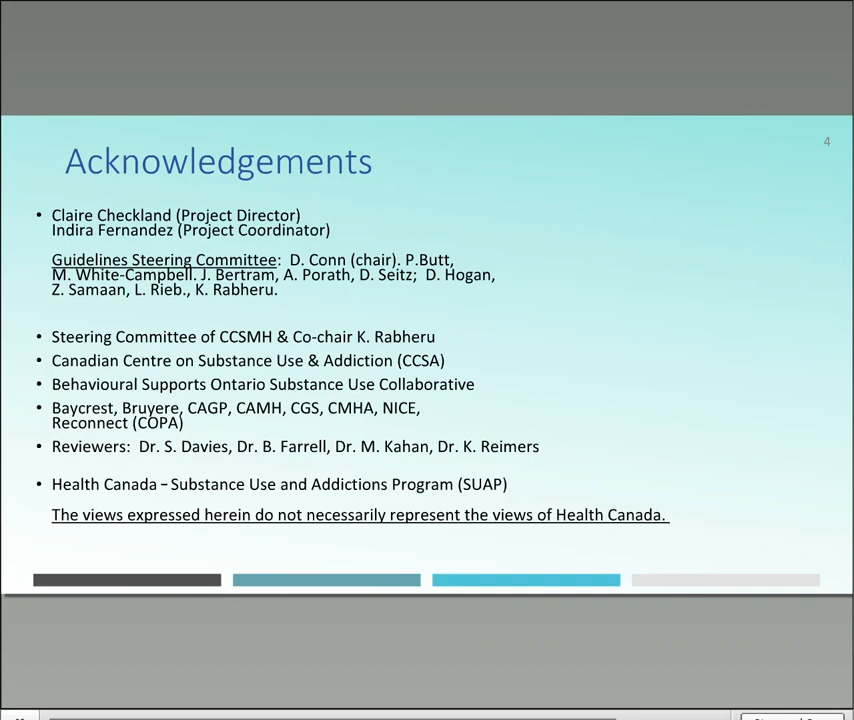 4
Acknowledgements
• Claire Checkland (Project Director)
Indira Fernandez (Project Coordinator)
Guidelines Steering Committee:  D. Conn (chair). P.Butt,
M. White-Campbell. J. Bertram, A. Porath, D. Seitz;  D. Hogan,
Z. Samaan, L. Rieb., K. Rabheru.
• Steering Committee of CCSMH & Co-chair K. Rabheru
• Canadian Centre on Substance Use & Addiction (CCSA)
• Behavioural Supports Ontario Substance Use Collaborative
• Baycrest, Bruyere, CAGP, CAMH, CGS, CMHA, NICE,
Reconnect (COPA)
• Reviewers:  Dr. S. Davies, Dr. B. Farrell, Dr. M. Kahan, Dr. K. Reimers
• Health Canada – Substance Use and Addictions Program (SUAP)
The views expressed herein do not necessarily represent the views of Health Canada.